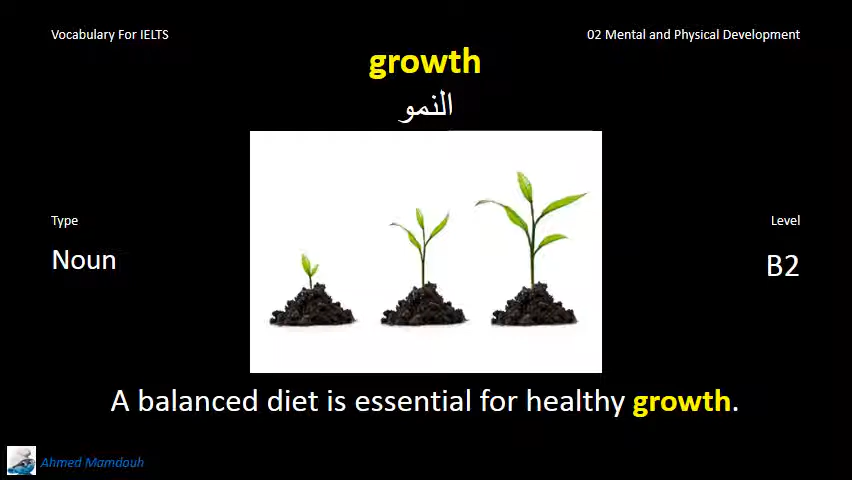 Vocabulary For IELTS
02 Mental and Physical Development
growth
النمو
Type
Noun
Level
B2
A balanced diet is essential for healthy growth.
Ahmed Mamdouh